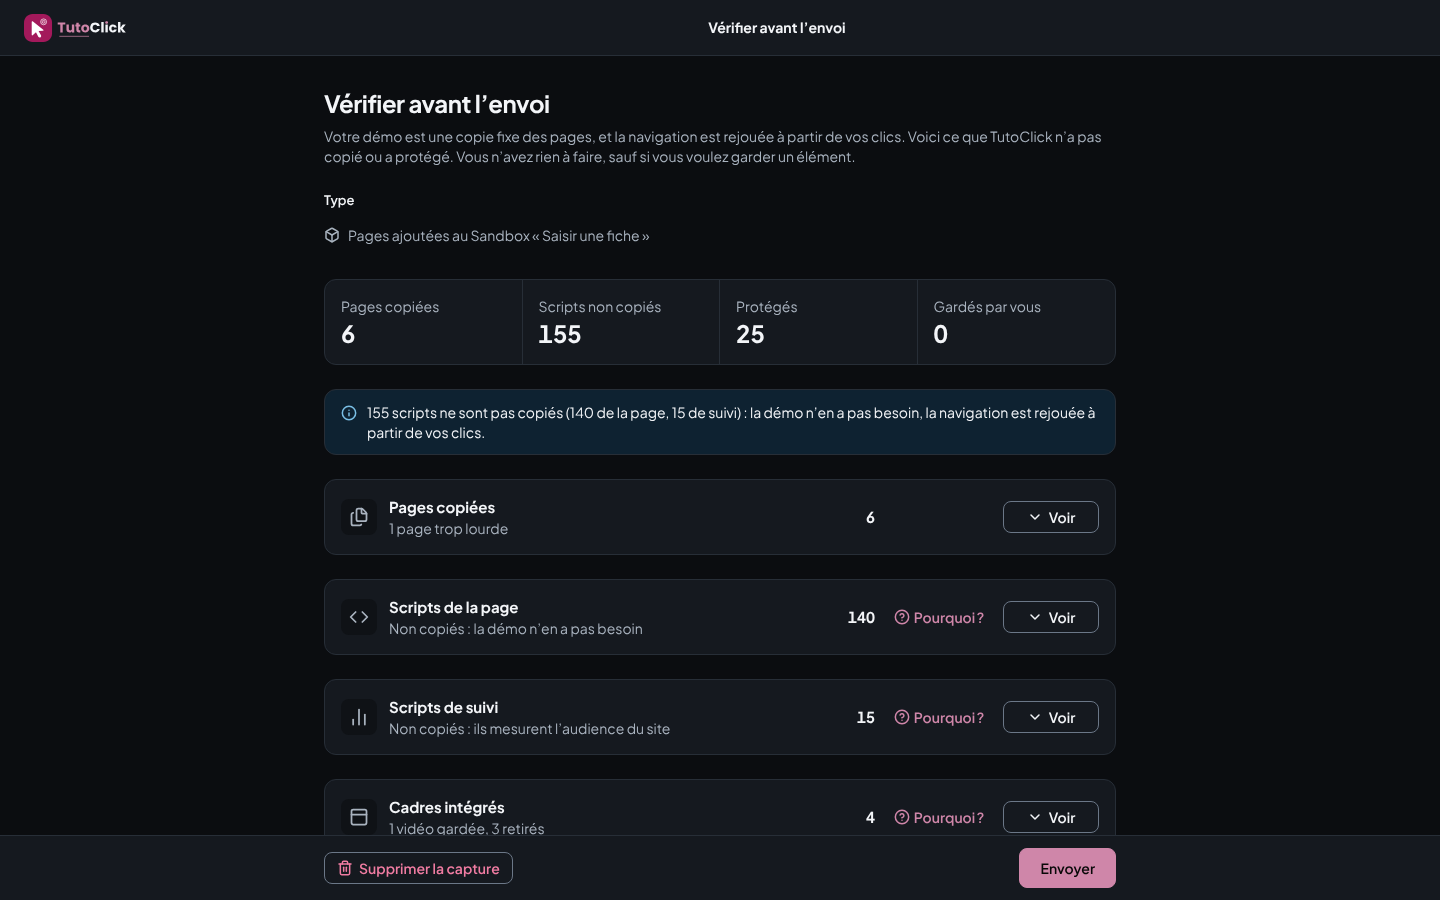 TutoClick
Vérifier avant l’envoi
Vérifier avant l’envoi
Votre démo est une copie fixe des pages, et la navigation est rejouée à partir de vos clics. Voici ce que TutoClick n’a pas
copié ou a protégé. Vous n’avez rien à faire, sauf si vous voulez garder un élément.
Type
Pages ajoutées au Sandbox « Saisir une fiche »
Pages copiées
6
Scripts non copiés
155
Protégés
25
Gardés par vous
0
155 scripts ne sont pas copiés (140 de la page, 15 de suivi) : la démo n’en a pas besoin, la navigation est rejouée à
partir de vos clics.
Pages copiées
1 page trop lourde
6
Voir
Scripts de la page
Non copiés : la démo n’en a pas besoin
140
Pourquoi ?
Voir
Scripts de suivi
Non copiés : ils mesurent l’audience du site
15
Pourquoi ?
Voir
Cadres intégrés
1 vidéo gardée, 3 retirés
4
Pourquoi ?
Voir
Supprimer la capture
Envoyer